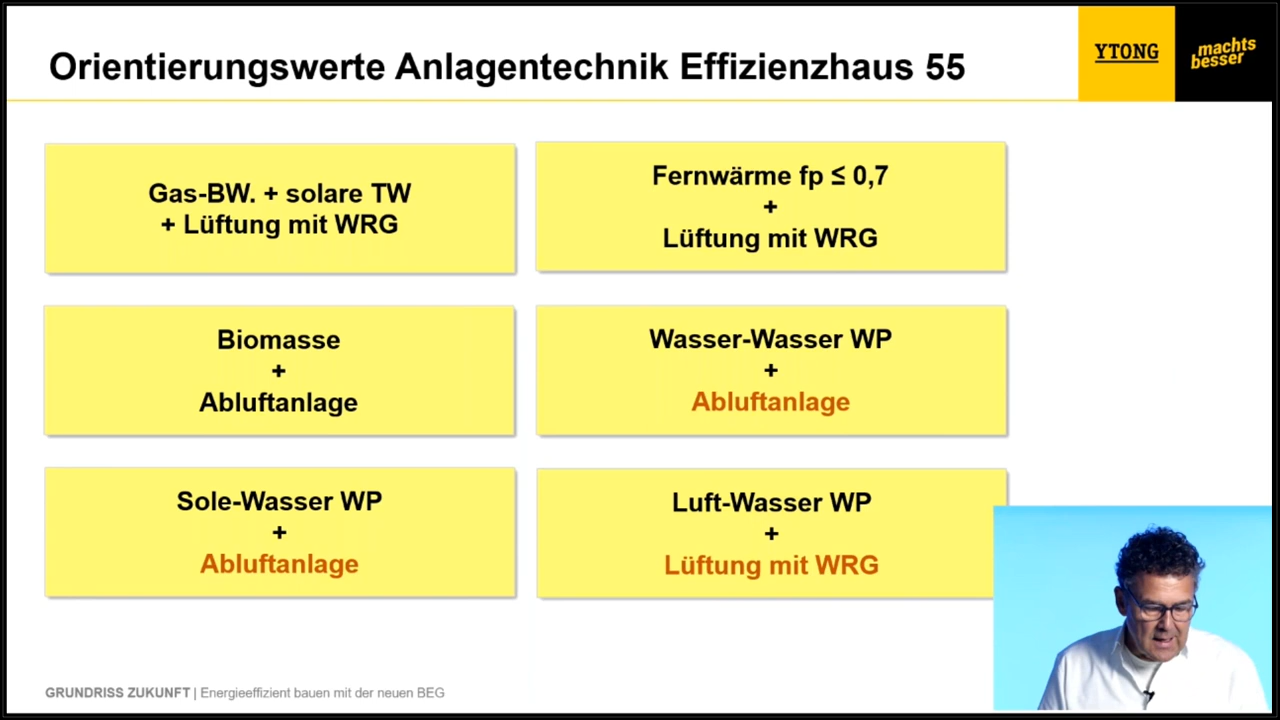 Orientierungswerte Anlagentechnik Effizienzhaus 55
YTONG
machts
besser
Gas-BW. + solare TW
+ Lüftung mit WRG
Fernwärme fp ≤ 0,7
+
Lüftung mit WRG
Biomasse
+
Abluftanlage
Wasser-Wasser WP
+
Abluftanlage
Sole-Wasser WP
+
Abluftanlage
Luft-Wasser WP
+
Lüftung mit WRG
GRUNDRISS ZUKUNFT | Energieeffizient bauen mit der neuen BEG